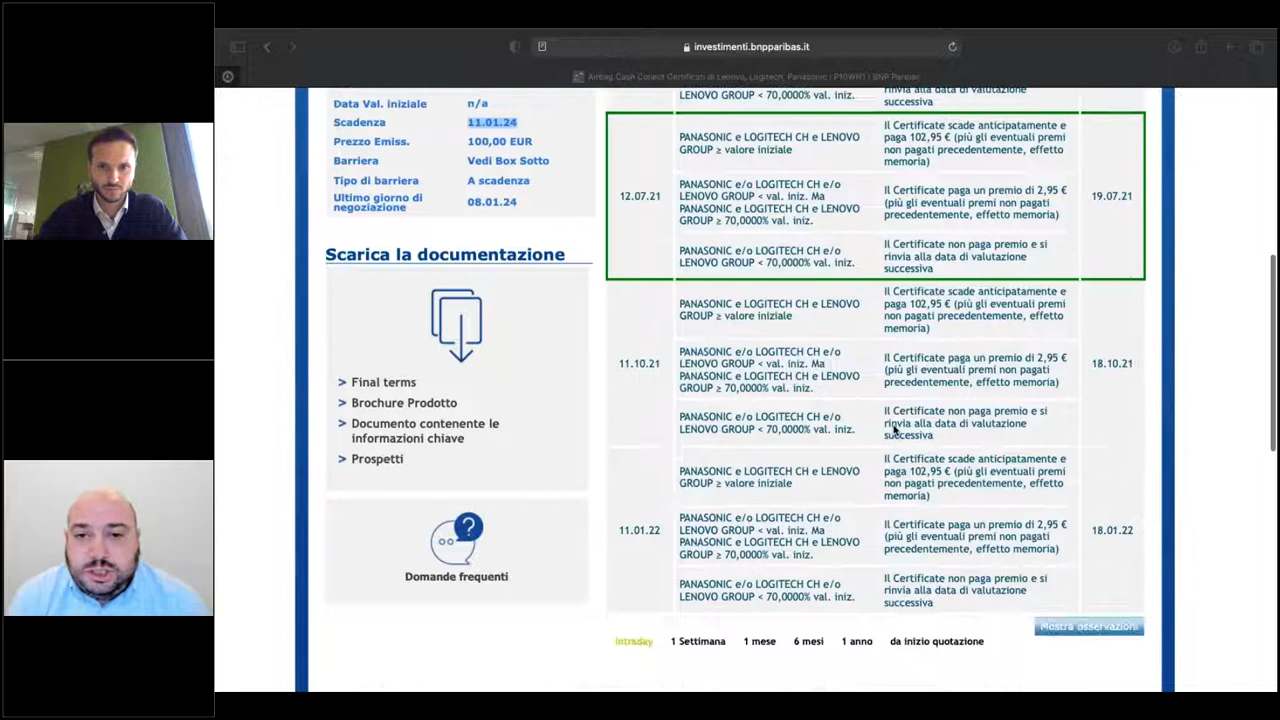 investimenti.bnpparibas.it
Airbag Cash Collect Certificati di Lenovo, Logitech, Panasonic | P10WH1 | BNP Paribas
Data Val. iniziale n/a
Scadenza 11.01.24
Prezzo Emiss. 100,00 EUR
Barriera Vedi Box Sotto
Tipo di barriera A scadenza
Ultimo giorno di
negoziazione 08.01.24
Scarica la documentazione
> Final terms
> Brochure Prodotto
> Documento contenente le
informazioni chiave
> Prospetti
Domande frequenti
LENOVO GROUP < 70,0000% val. iniz.
rinvia alla data di valutazione
successiva
12.07.21
PANASONIC e LOGITECH CH e LENOVO
GROUP ≥ valore iniziale
Il Certificate scade anticipatamente e
paga 102,95 € (più gli eventuali premi
non pagati precedentemente, effetto
memoria)
PANASONIC e/o LOGITECH CH e/o
LENOVO GROUP < val. iniz. Ma
PANASONIC e/o LOGITECH CH e/o LENOVO
GROUP ≥ 70,0000% val. iniz.
Il Certificate paga un premio di 2,95 €
(più gli eventuali premi non pagati
precedentemente, effetto memoria)
PANASONIC e/o LOGITECH CH e/o
LENOVO GROUP < 70,0000% val. iniz.
Il Certificate non paga premio e si
rinvia alla data di valutazione
successiva
19.07.21
11.10.21
PANASONIC e LOGITECH CH e LENOVO
GROUP ≥ valore iniziale
Il Certificate scade anticipatamente e
paga 102,95 € (più gli eventuali premi
non pagati precedentemente, effetto
memoria)
PANASONIC e/o LOGITECH CH e/o
LENOVO GROUP < val. iniz. Ma
PANASONIC e/o LOGITECH CH e/o LENOVO
GROUP ≥ 70,0000% val. iniz.
Il Certificate paga un premio di 2,95 €
(più gli eventuali premi non pagati
precedentemente, effetto memoria)
PANASONIC e/o LOGITECH CH e/o
LENOVO GROUP < 70,0000% val. iniz.
Il Certificate non paga premio e si
rinvia alla data di valutazione
successiva
18.10.21
11.01.22
PANASONIC e LOGITECH CH e LENOVO
GROUP ≥ valore iniziale
Il Certificate scade anticipatamente e
paga 102,95 € (più gli eventuali premi
non pagati precedentemente, effetto
memoria)
PANASONIC e/o LOGITECH CH e/o
LENOVO GROUP < val. iniz. Ma
PANASONIC e/o LOGITECH CH e/o LENOVO
GROUP ≥ 70,0000% val. iniz.
Il Certificate paga un premio di 2,95 €
(più gli eventuali premi non pagati
precedentemente, effetto memoria)
PANASONIC e/o LOGITECH CH e/o
LENOVO GROUP < 70,0000% val. iniz.
Il Certificate non paga premio e si
rinvia alla data di valutazione
successiva
18.01.22
Mostra osservazioni
Intraday 1 Settimana 1 mese 6 mesi 1 anno da inizio quotazione